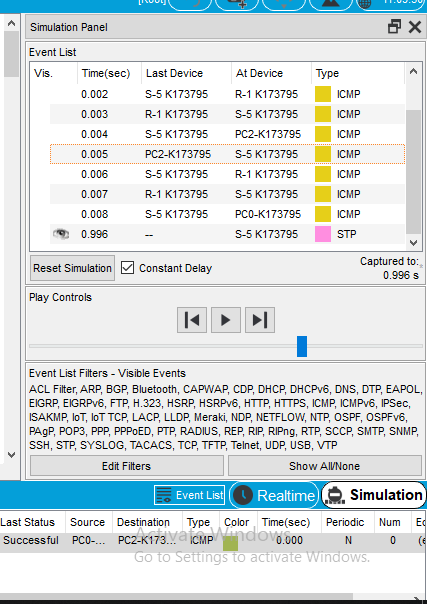 [Root]
Simulation Panel
Event List
Vis. Time(sec) Last Device At Device Type
0.002 S-5 K173795 R-1 K173795 ICMP
0.003 R-1 K173795 S-5 K173795 ICMP
0.004 S-5 K173795 PC2-K173795 ICMP
0.005 PC2-K173795 S-5 K173795 ICMP
0.006 S-5 K173795 R-1 K173795 ICMP
0.007 R-1 K173795 S-5 K173795 ICMP
0.008 S-5 K173795 PC0-K173795 ICMP
0.996 -- S-5 K173795 STP
Reset Simulation Constant Delay Captured to:
0.996 s
Play Controls
Event List Filters - Visible Events
ACL Filter, ARP, BGP, Bluetooth, CAPWAP, CDP, DHCP, DHCPv6, DNS, DTP, EAPOL,
EIGRP, EIGRPv6, FTP, H.323, HSRP, HSRPv6, HTTP, HTTPS, ICMP, ICMPv6, IPSec,
ISAKMP, IoT, IoT TCP, LACP, LLDP, Meraki, NDP, NETFLOW, NTP, OSPF, OSPFv6,
PAgP, POP3, PPP, PPPoED, PTP, RADIUS, REP, RIP, RIPng, RTP, SCCP, SMTP, SNMP,
SSH, STP, SYSLOG, TACACS, TCP, TFTP, Telnet, UDP, USB, VTP
Edit Filters Show All/None
Event List Realtime Simulation
Last Status Source Destination Type Color Time(sec) Periodic Num Ed
Successful PC0-... PC2-K173... ICMP 0.000 N 0 (e
Activate Windows
Go to Settings to activate Windows.